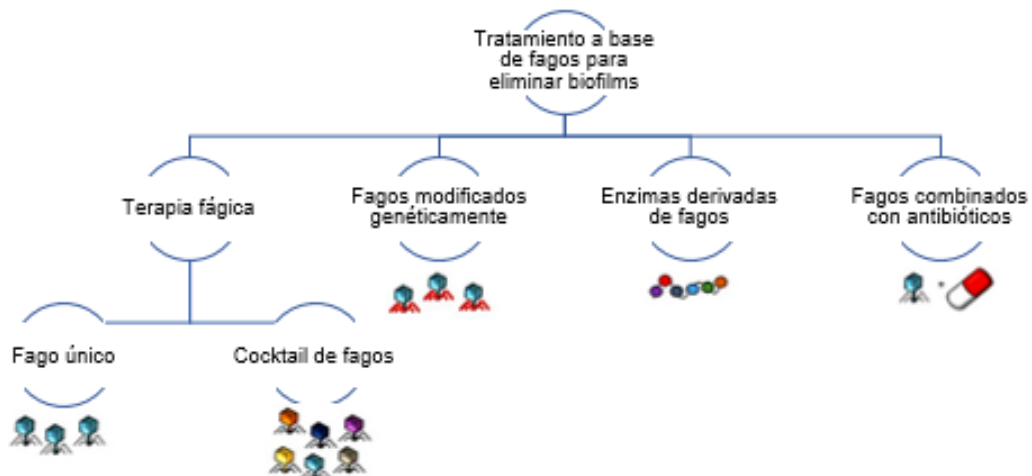 Tratamiento a base
de fagos para
eliminar biofilms
Terapia fágica
Fagos modificados
genéticamente
Enzimas derivadas
de fagos
Fagos combinados
con antibióticos
Fago único
Cocktail de fagos